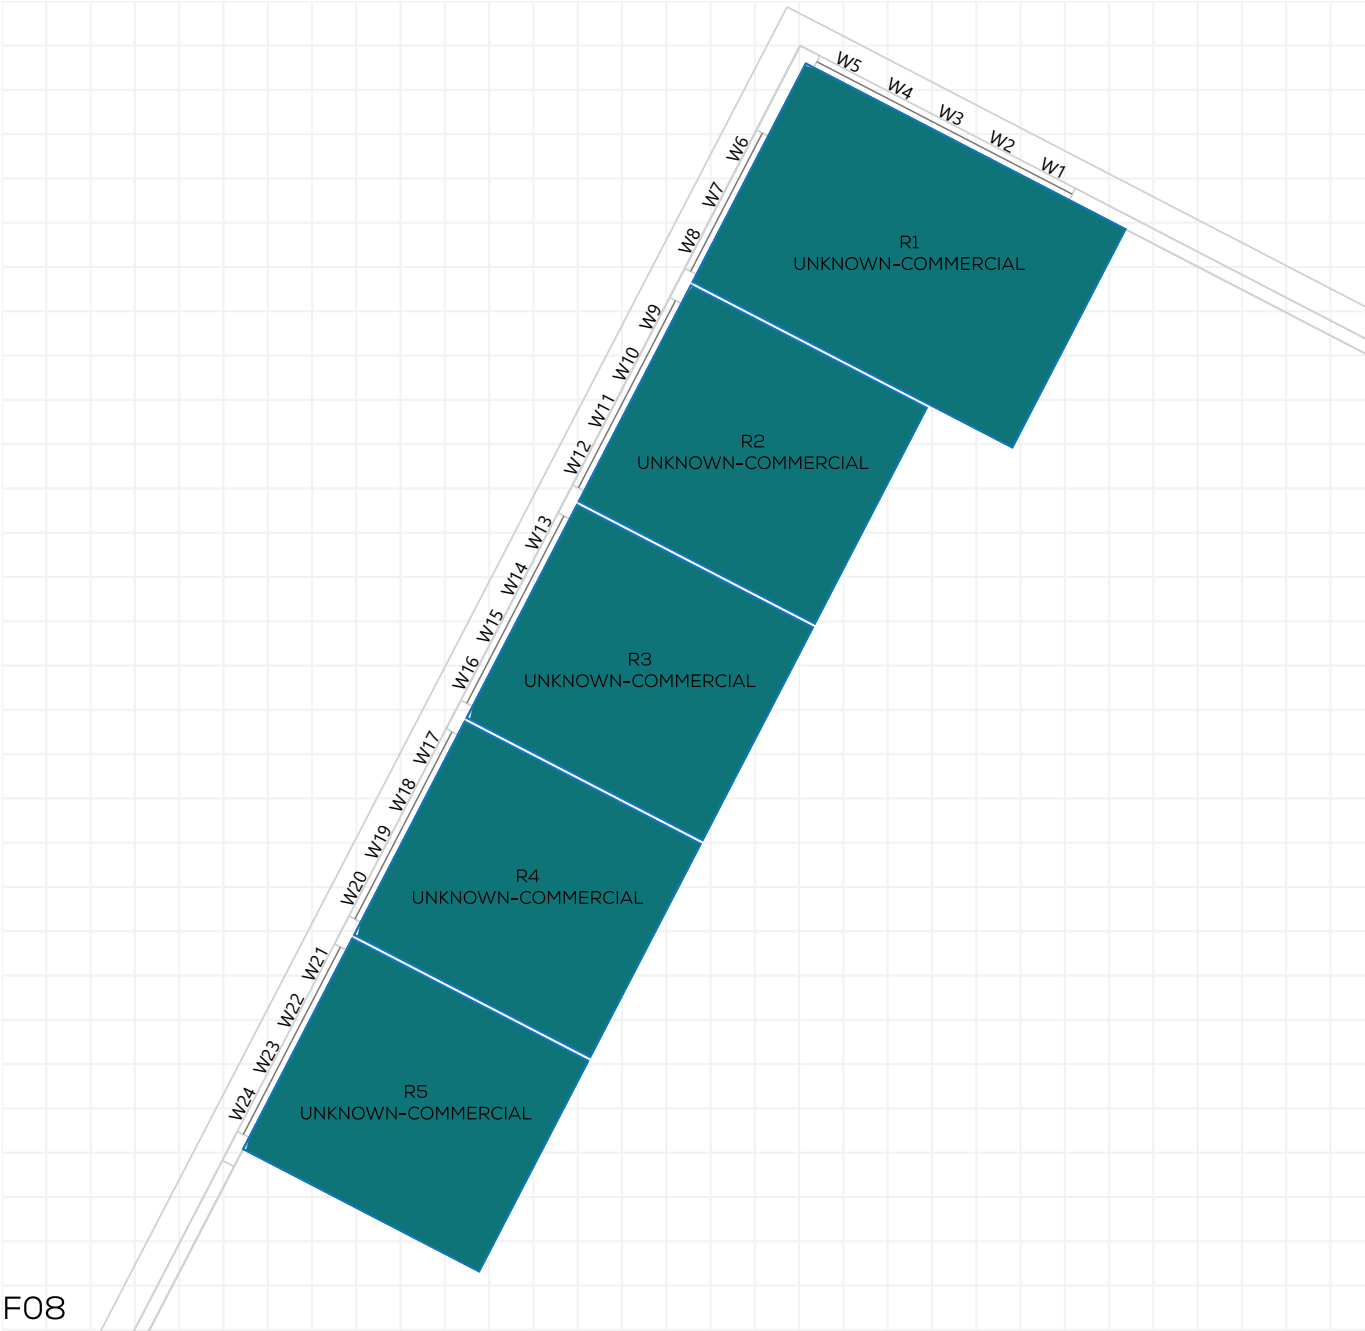 W5
W4
W3
W2
W1
W6
W7
W8
R1
UNKNOWN-COMMERCIAL
W9
W10
W11
W12
R2
UNKNOWN-COMMERCIAL
W13
W14
W15
W16
R3
UNKNOWN-COMMERCIAL
W17
W18
W19
W20
R4
UNKNOWN-COMMERCIAL
W21
W22
W23
W24
R5
UNKNOWN-COMMERCIAL
F08